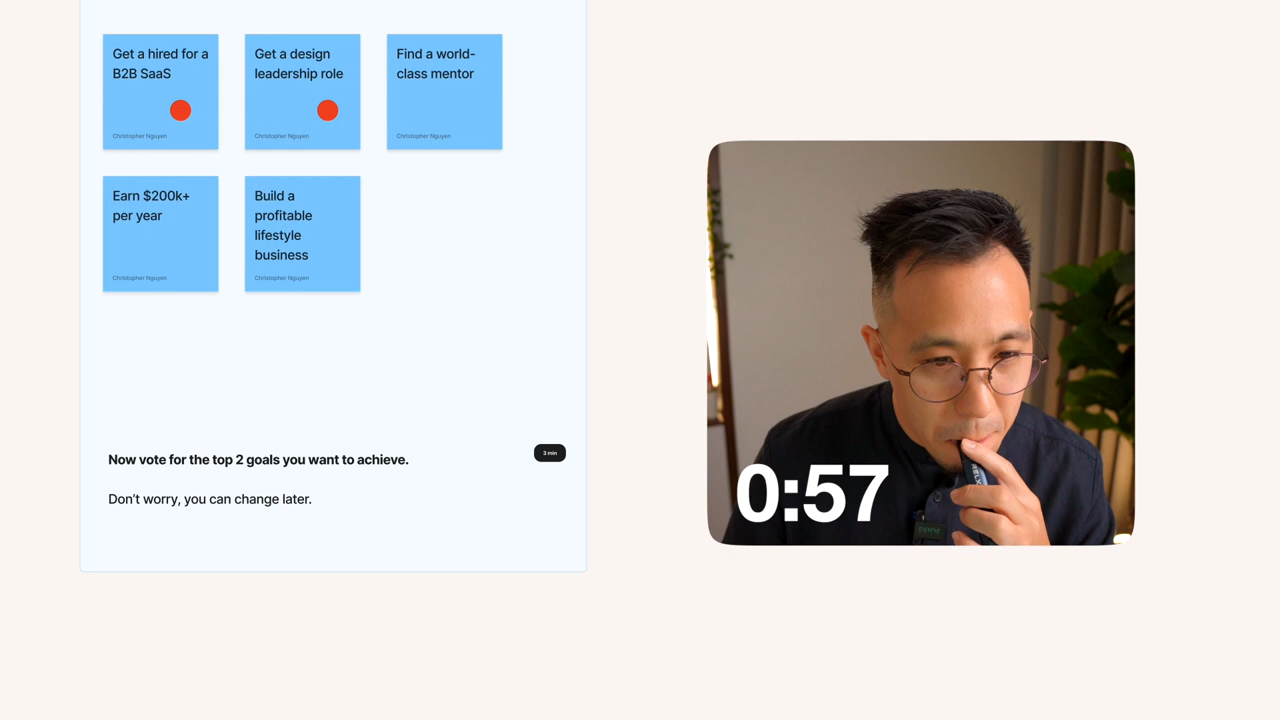 Get a hired for a
B2B SaaS
Christopher Nguyen
Get a design
leadership role
Christopher Nguyen
Find a world-
class mentor
Christopher Nguyen
Earn $200k+
per year
Christopher Nguyen
Build a
profitable
lifestyle
business
Christopher Nguyen
Now vote for the top 2 goals you want to achieve.
3 min
Don't worry, you can change later.
0:57